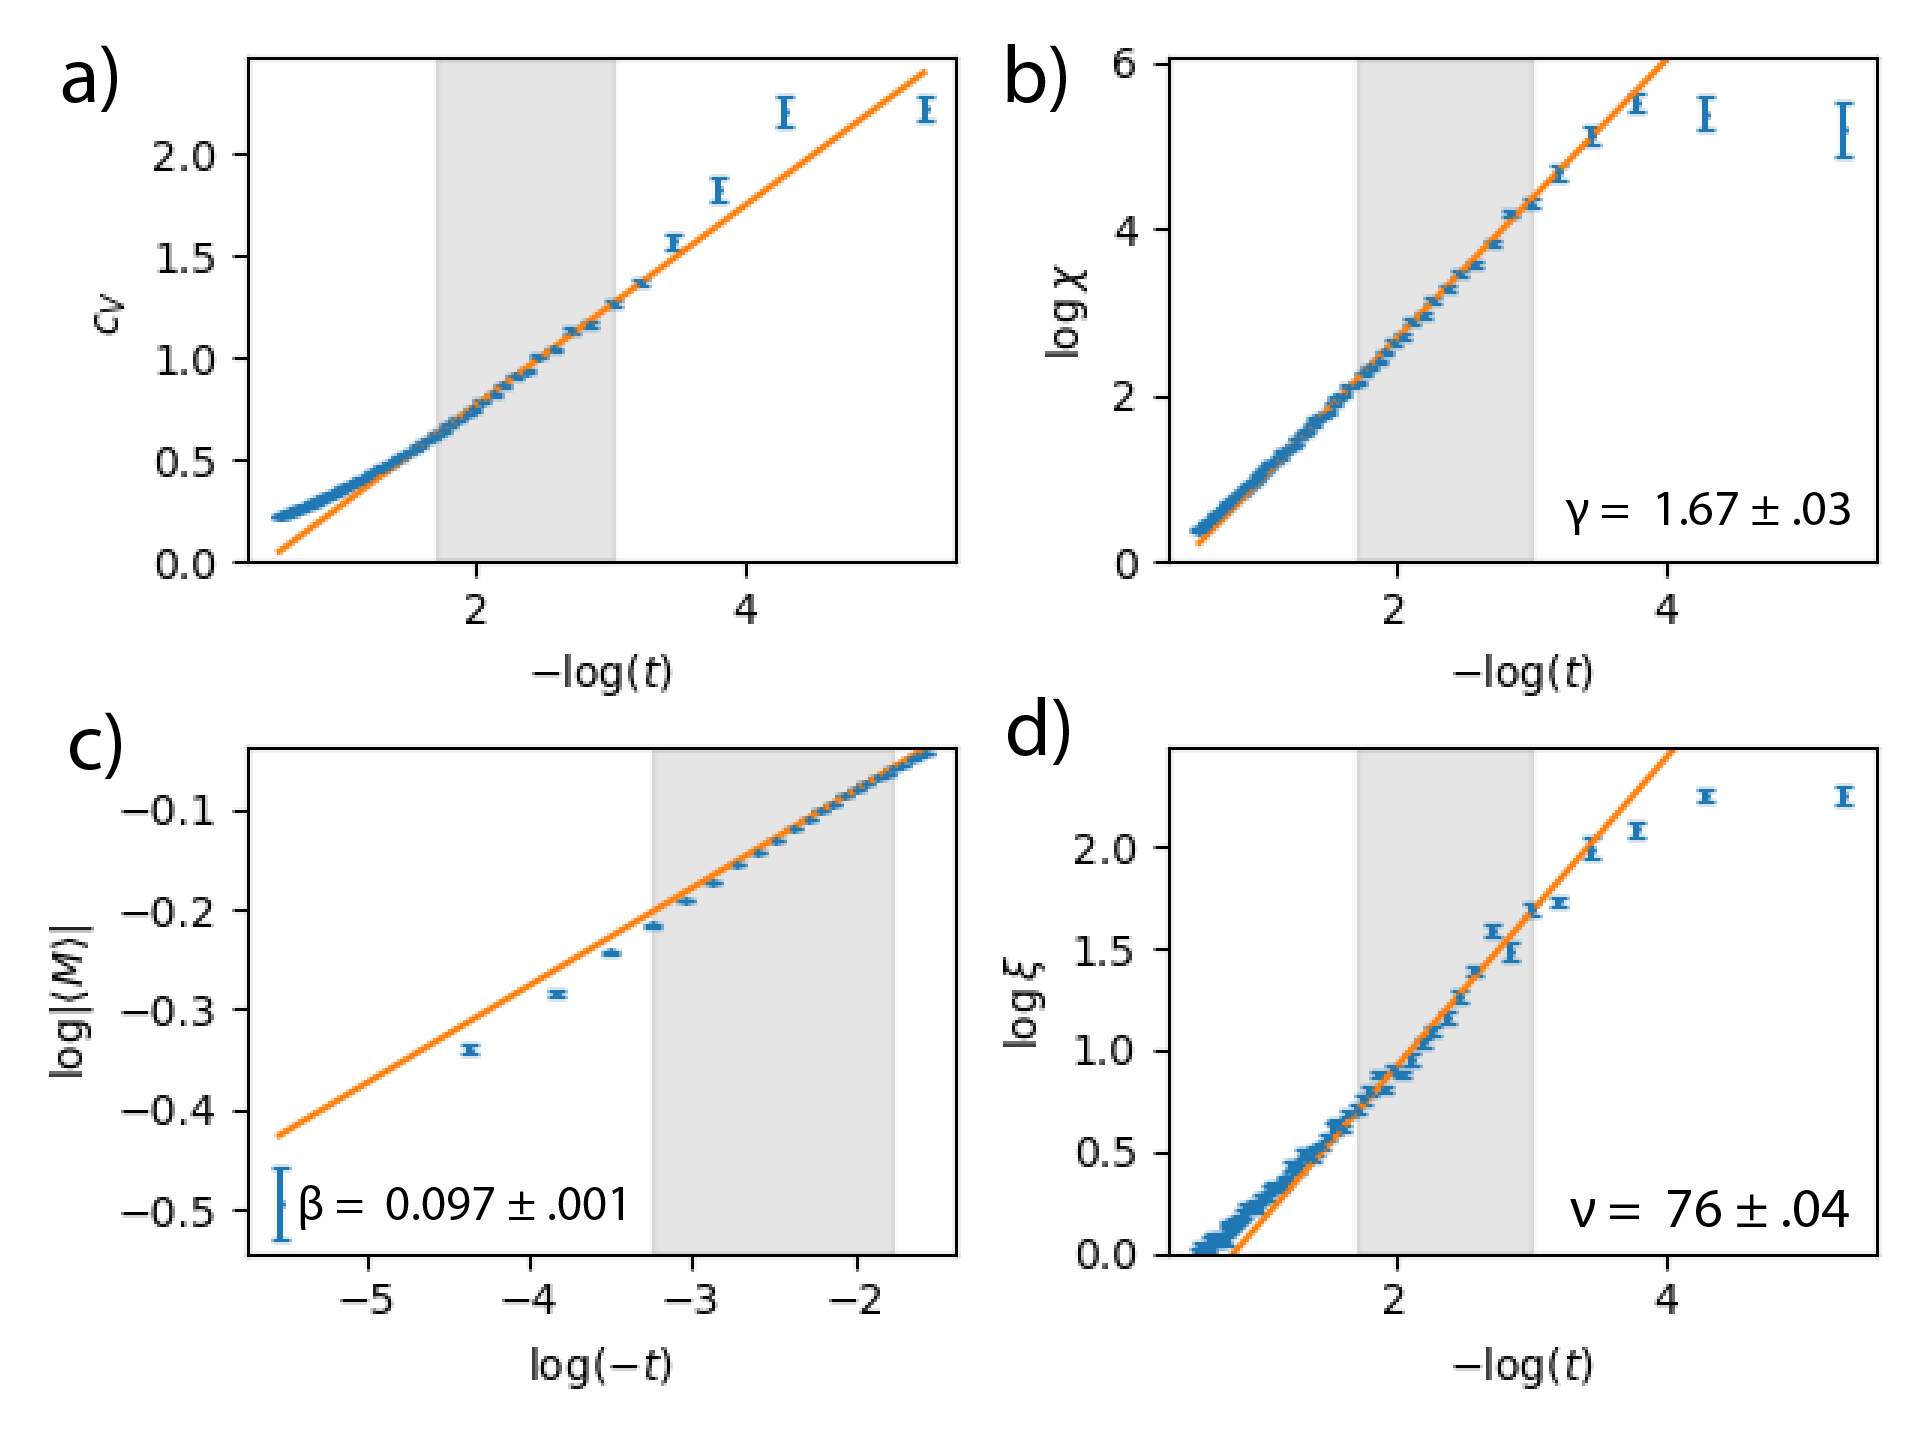 a)
2.0
1.5
1.0
0.5
0.0
c_V
2 4
−log(t)
b)
6
4
2
0
log χ
γ = 1.67 ± .03
2 4
−log(t)
c)
−0.1
−0.2
−0.3
−0.4
−0.5
log|⟨M⟩|
β = 0.097 ± .001
−5 −4 −3 −2
log(−t)
d)
2.0
1.5
1.0
0.5
0.0
log ξ
ν = 76 ± .04
2 4
−log(t)